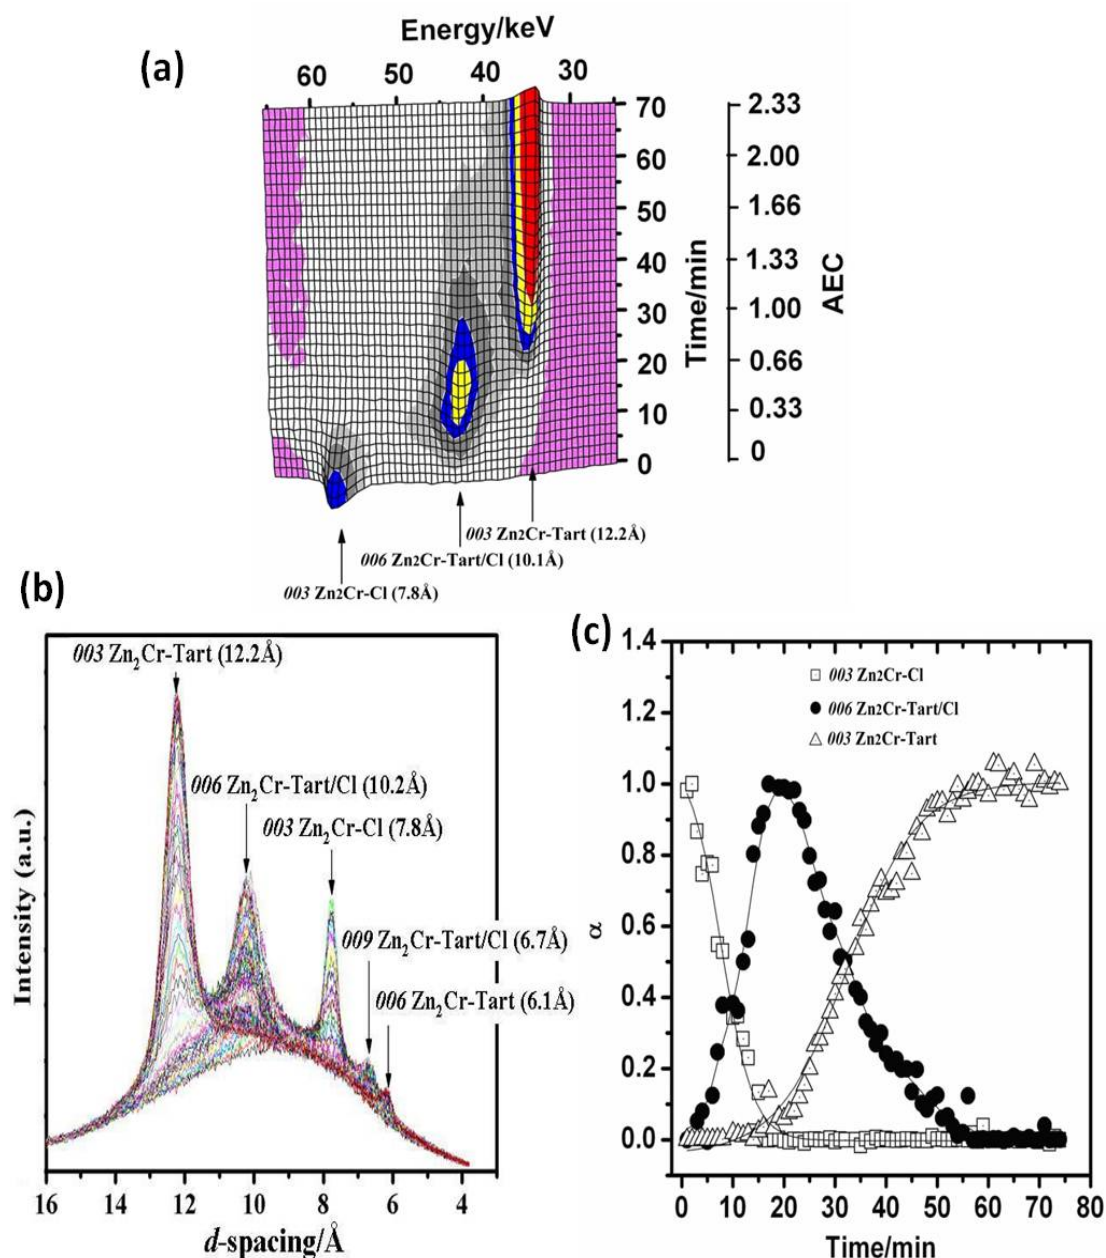 (a)
Energy/keV
60 50 40 30
70 2.33
60 2.00
50 1.66
40 1.33
30 1.00
20 0.66
10 0.33
0 0
Time/min
AEC
003 Zn2Cr-Tart (12.2Å)
006 Zn2Cr-Tart/Cl (10.1Å)
003 Zn2Cr-Cl (7.8Å)
(b)
003 Zn₂Cr-Tart (12.2Å)
006 Zn₂Cr-Tart/Cl (10.2Å)
003 Zn₂Cr-Cl (7.8Å)
009 Zn₂Cr-Tart/Cl (6.7Å)
006 Zn₂Cr-Tart (6.1Å)
Intensity (a.u.)
16 14 12 10 8 6 4
d-spacing/Å
(c)
1.4
1.2
1.0
0.8
0.6
0.4
0.2
0.0
α
003 Zn2Cr-Cl
006 Zn2Cr-Tart/Cl
003 Zn2Cr-Tart
0 10 20 30 40 50 60 70 80
Time/min